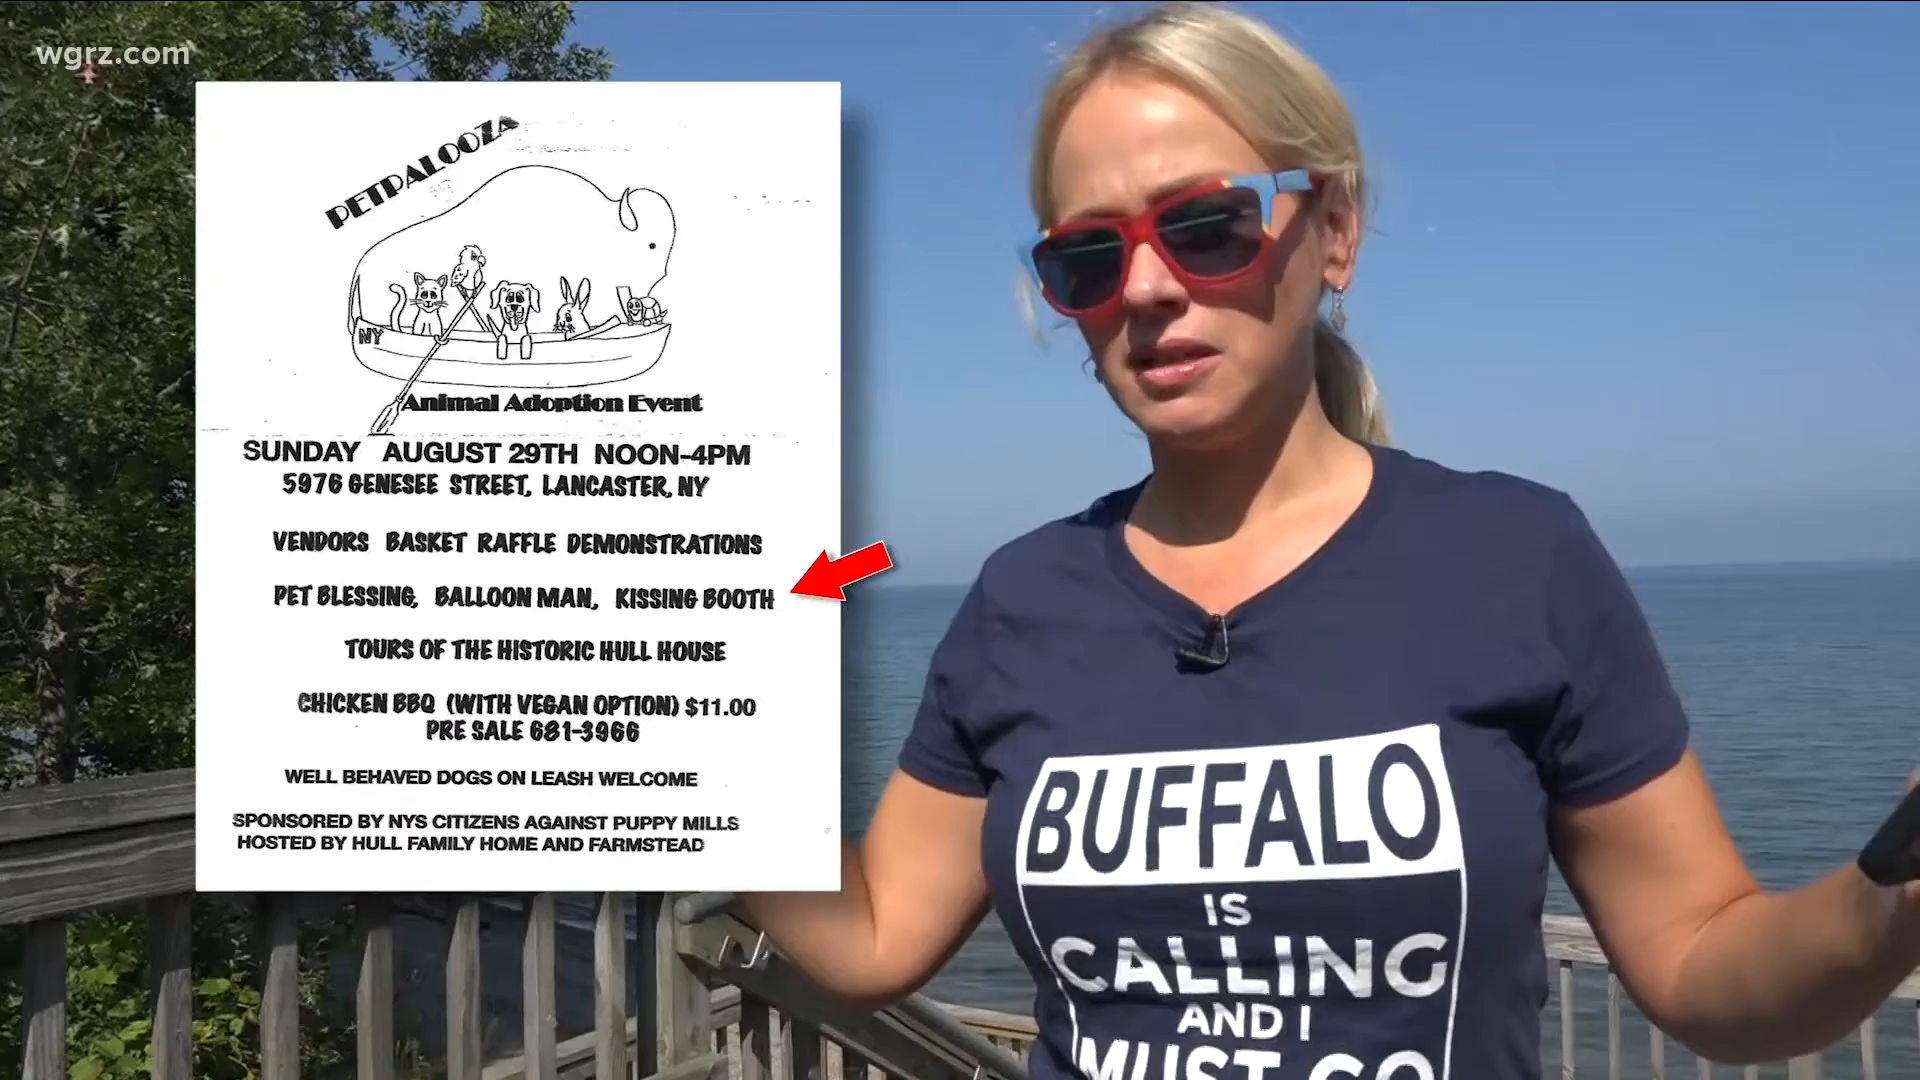 wgrz.com
PETPALOOZA
NY
Animal Adoption Event
SUNDAY AUGUST 29TH NOON-4PM
5976 GENESEE STREET, LANCASTER, NY
VENDORS BASKET RAFFLE DEMONSTRATIONS
PET BLESSING, BALLOON MAN, KISSING BOOTH
TOURS OF THE HISTORIC HULL HOUSE
CHICKEN BBQ (WITH VEGAN OPTION) $11.00
PRE SALE 681-3966
WELL BEHAVED DOGS ON LEASH WELCOME
SPONSORED BY NYS CITIZENS AGAINST PUPPY MILLS
HOSTED BY HULL FAMILY HOME AND FARMSTEAD
BUFFALO
IS
CALLING
AND I
MUST GO